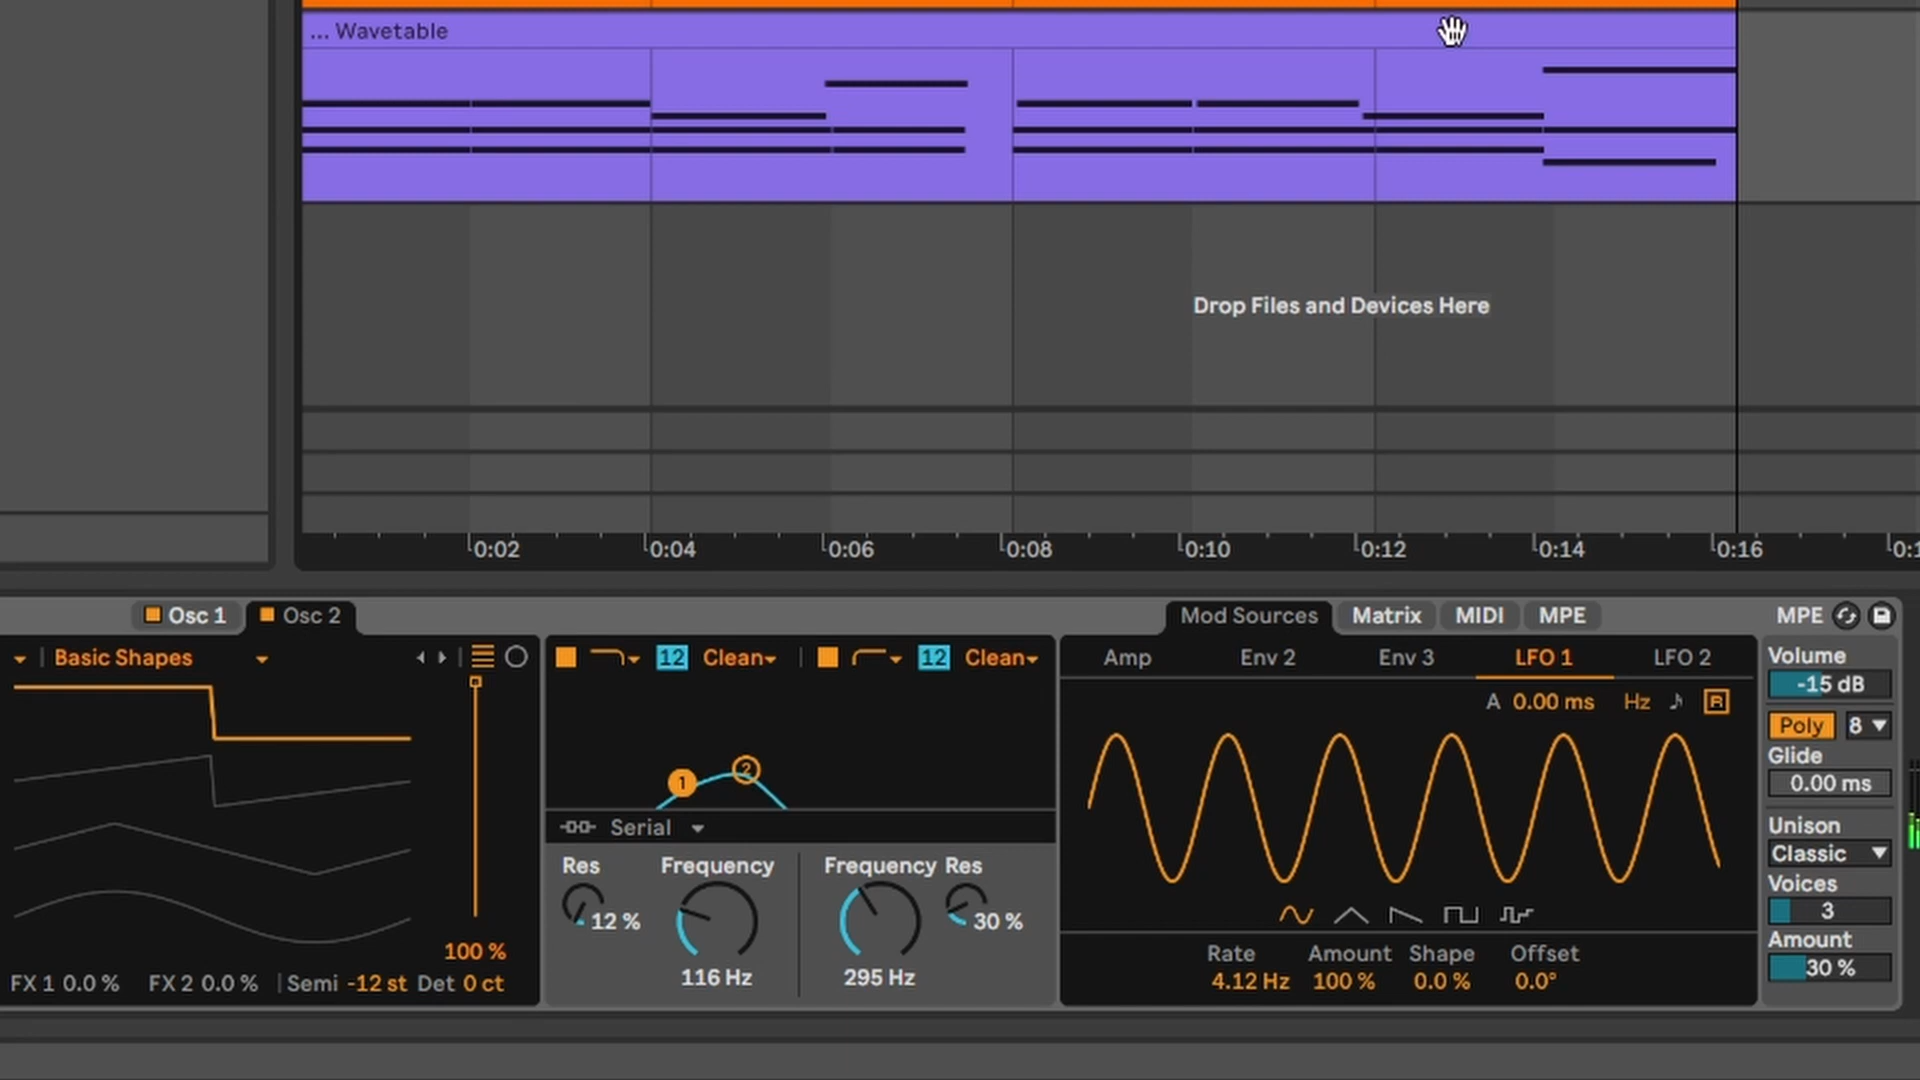 ... Wavetable
Drop Files and Devices Here
0:02 0:04 0:06 0:08 0:10 0:12 0:14 0:16
Osc 1 Osc 2
Mod Sources Matrix MIDI MPE MPE
Basic Shapes
12 Clean 12 Clean
Amp Env 2 Env 3 LFO 1 LFO 2
Volume
-15 dB
A 0.00 ms Hz R
Poly 8
Glide
0.00 ms
1 2
Serial
Unison
Classic
Res Frequency Frequency Res
Voices
3
12 % 30 %
100 %
Rate Amount Shape Offset
Amount
30 %
FX 1 0.0 % FX 2 0.0 % Semi -12 st Det 0 ct
116 Hz 295 Hz
4.12 Hz 100 % 0.0 % 0.0°